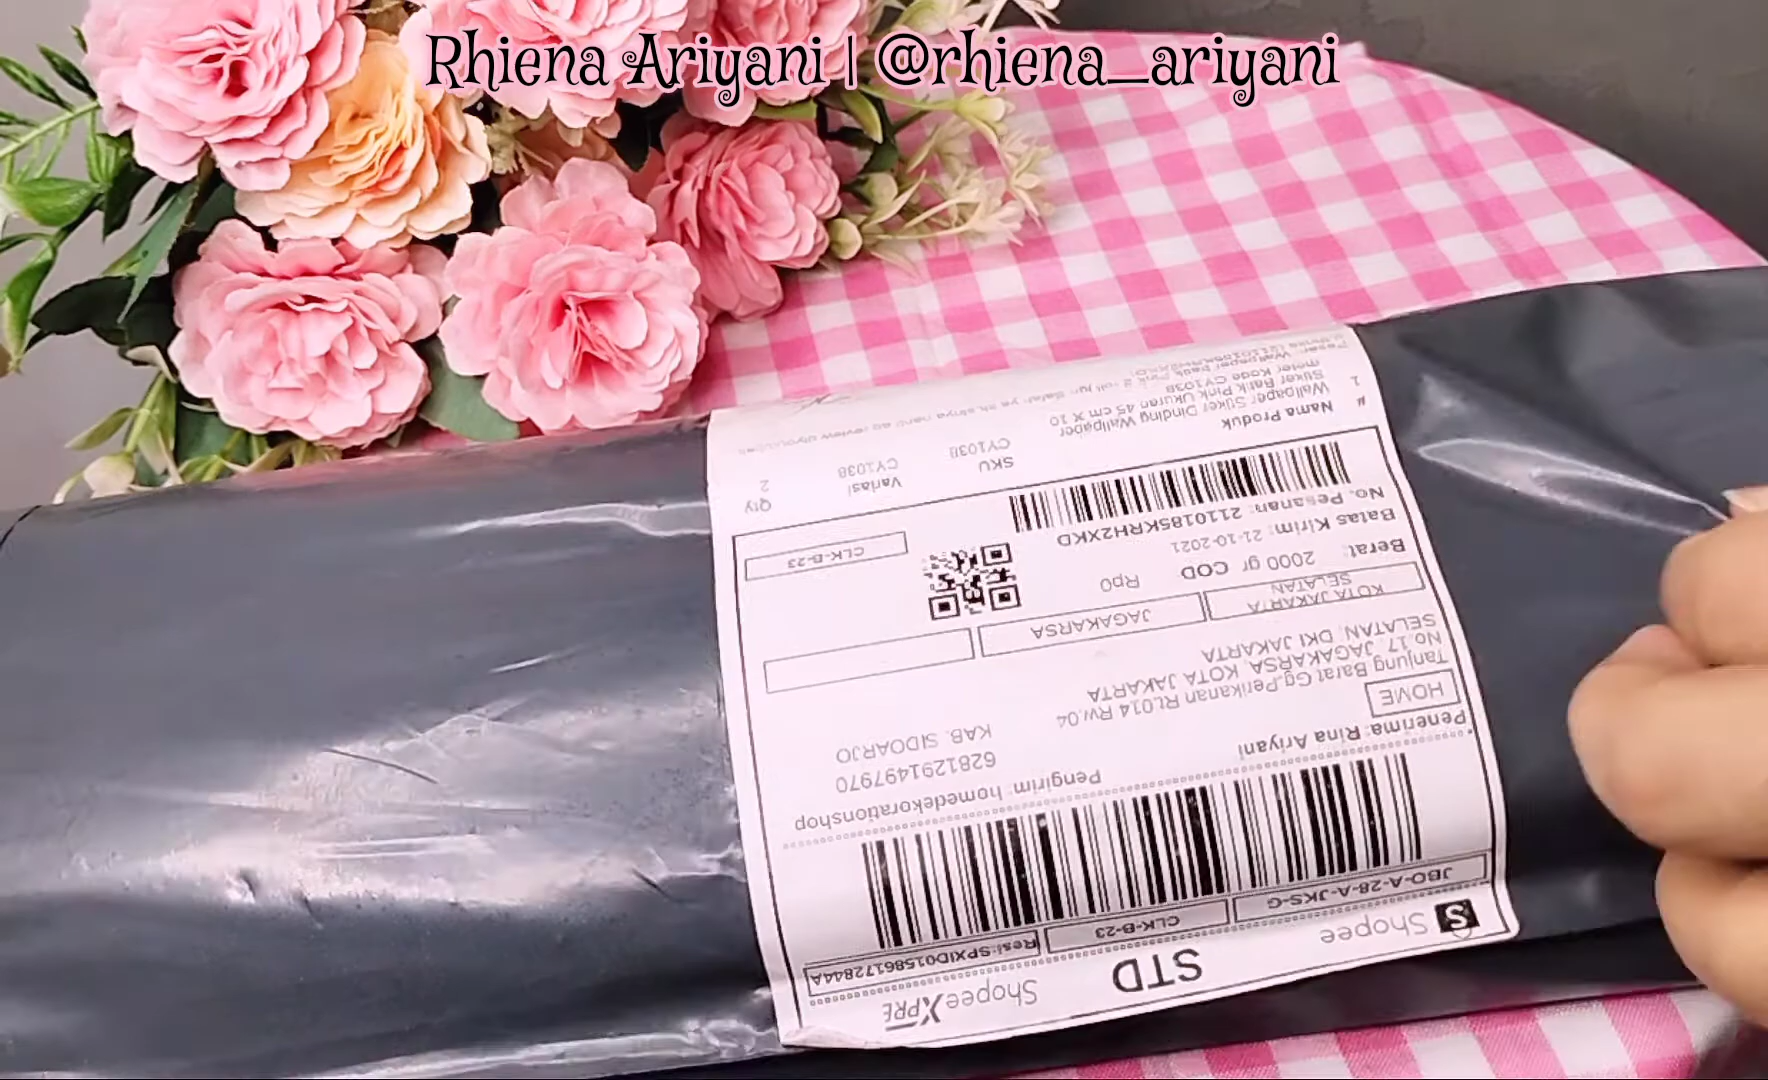 Rhiena Ariyani | @rhiena_ariyani
Shopee XPRE
STD
S Shopee
Resi:SPXID015861728​44A
CLK-B-23
JBO-A-28-A-JKS-G
Penerima: Rina Ariyani
Pengirim: homedekorationshop
HOME
6281291497970
KAB. SIDOARJO
Tanjung Barat Gg.Perikanan Rt.014 Rw.04
No.17, JAGAKARSA, KOTA JAKARTA
SELATAN, DKI JAKARTA
KOTA JAKARTA
SELATAN
JAGAKARSA
Berat: 2000 gr COD Rp0
Batas Kirim: 21-10-2021
No. Pesanan: 2110185KRH2XKD
CLK-B-23
# Nama Produk SKU Variasi Qty
1 Wallpaper Stiker Dinding Wallpaper CY1038 CY1038 2
Stiker Batik Pink Ukuran 45 cm X 10
meter Kode CY1038